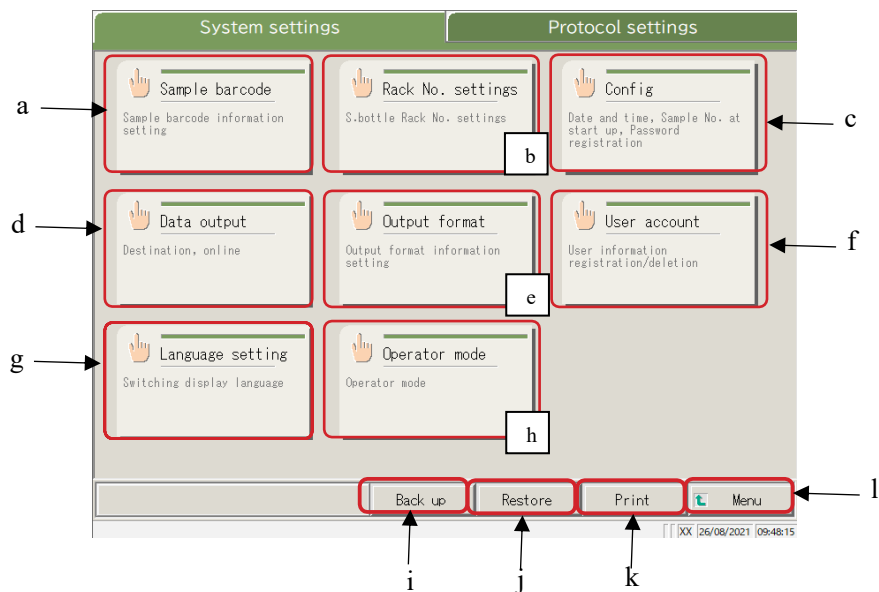 System settings
Protocol settings
a
Sample barcode
Sample barcode information
setting
Rack No. settings
S.bottle Rack No. settings
b
Config
Date and time, Sample No. at
start up, Password
registration
c
d
Data output
Destination, online
Output format
Output format information
setting
e
User account
User information
registration/deletion
f
g
Language setting
Switching display language
Operator mode
Operator mode
h
Back up
Restore
Print
Menu
l
XX 26/08/2021 09:48:15
i
j
k